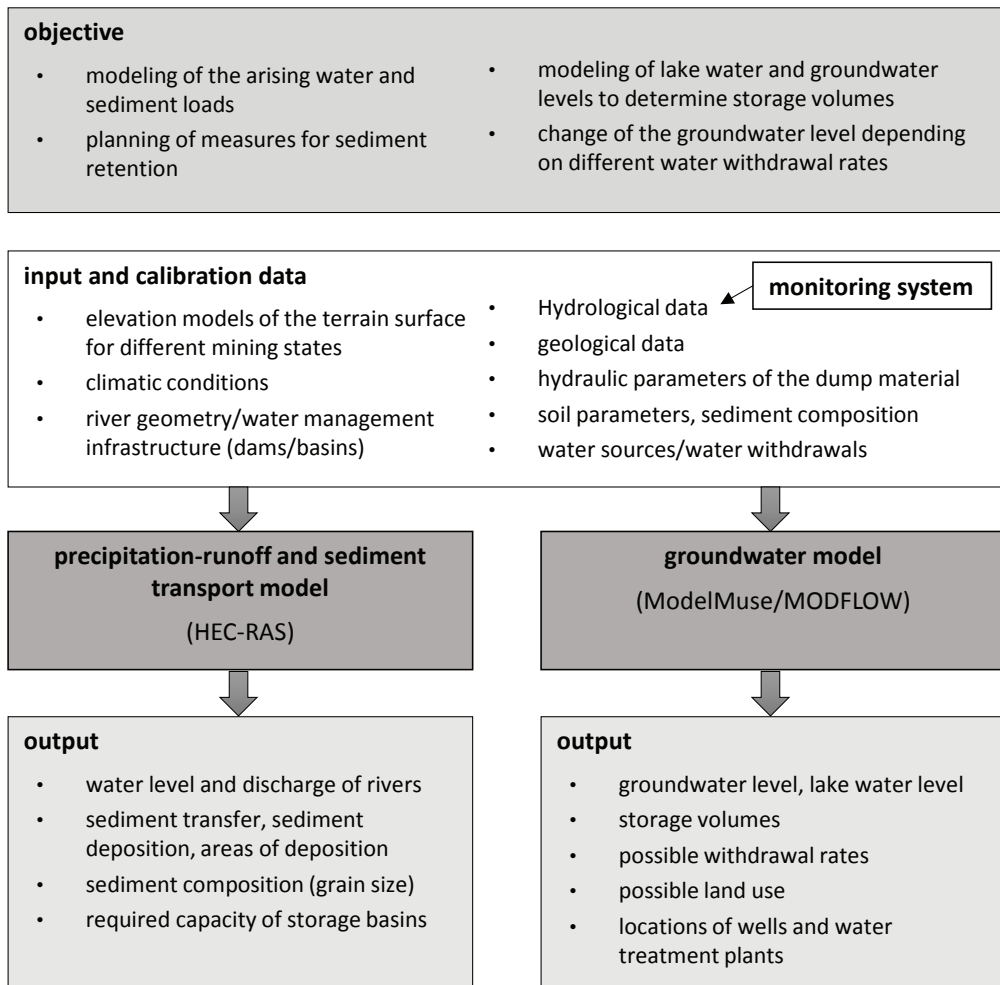 objective
• modeling of the arising water and
sediment loads
• planning of measures for sediment
retention
• modeling of lake water and groundwater
levels to determine storage volumes
• change of the groundwater level depending
on different water withdrawal rates
input and calibration data
• elevation models of the terrain surface
for different mining states
• climatic conditions
• river geometry/water management
infrastructure (dams/basins)
monitoring system
• Hydrological data
• geological data
• hydraulic parameters of the dump material
• soil parameters, sediment composition
• water sources/water withdrawals
precipitation-runoff and sediment
transport model
(HEC-RAS)
groundwater model
(ModelMuse/MODFLOW)
output
• water level and discharge of rivers
• sediment transfer, sediment
deposition, areas of deposition
• sediment composition (grain size)
• required capacity of storage basins
output
• groundwater level, lake water level
• storage volumes
• possible withdrawal rates
• possible land use
• locations of wells and water
treatment plants